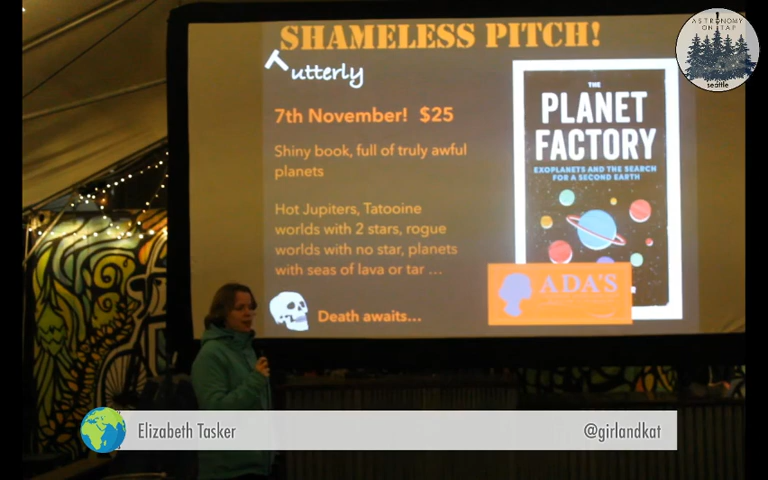 SHAMELESS PITCH!
utterly
7th November! $25
Shiny book, full of truly awful
planets
Hot Jupiters, Tatooine
worlds with 2 stars, rogue
worlds with no star, planets
with seas of lava or tar ...
Death awaits...
THE
PLANET
FACTORY
EXOPLANETS AND THE SEARCH
FOR A SECOND EARTH
ADA'S
ASTRONOMY
ON TAP
seattle
Elizabeth Tasker
@girlandkat